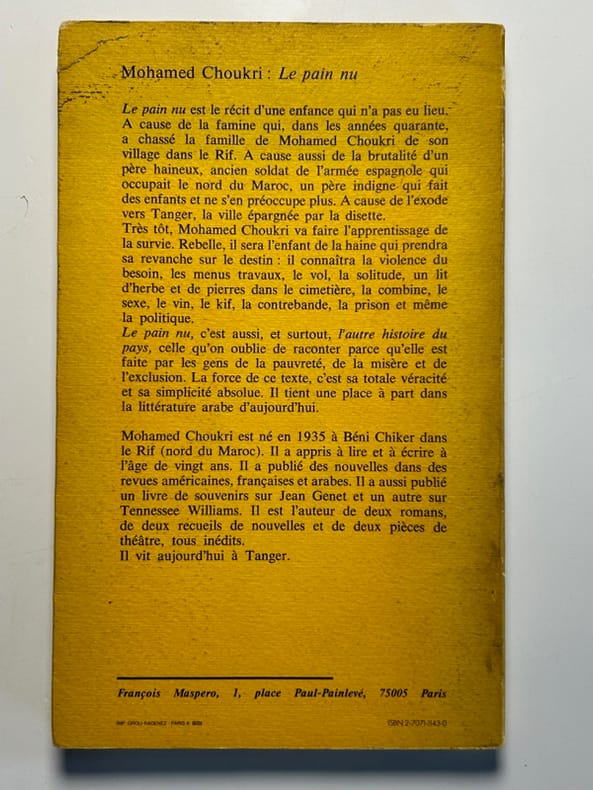 Mohamed Choukri : Le pain nu
Le pain nu est le récit d'une enfance qui n'a pas eu lieu.
A cause de la famine qui, dans les années quarante,
a chassé la famille de Mohamed Choukri de son
village dans le Rif. A cause aussi de la brutalité d'un
père haineux, ancien soldat de l'armée espagnole qui
occupait le nord du Maroc, un père indigne qui fait
des enfants et ne s'en préoccupe plus. A cause de l'exode
vers Tanger, la ville épargnée par la disette.
Très tôt, Mohamed Choukri va faire l'apprentissage de
la survie. Rebelle, il sera l'enfant de la haine qui prendra
sa revanche sur le destin : il connaîtra la violence du
besoin, les menus travaux, le vol, la solitude, un lit
d'herbe et de pierres dans le cimetière, la combine, le
sexe, le vin, le kif, la contrebande, la prison et même
la politique.
Le pain nu, c'est aussi, et surtout, l'autre histoire du
pays, celle qu'on oublie de raconter parce qu'elle est
faite par les gens de la pauvreté, de la misère et de
l'exclusion. La force de ce texte, c'est sa totale véracité
et sa simplicité absolue. Il tient une place à part dans
la littérature arabe d'aujourd'hui.
Mohamed Choukri est né en 1935 à Béni Chiker dans
le Rif (nord du Maroc). Il a appris à lire et à écrire à
l'âge de vingt ans. Il a publié des nouvelles dans des
revues américaines, françaises et arabes. Il a aussi publié
un livre de souvenirs sur Jean Genet et un autre sur
Tennessee Williams. Il est l'auteur de deux romans,
de deux recueils de nouvelles et de deux pièces de
théâtre, tous inédits.
Il vit aujourd'hui à Tanger.
François Maspero, 1, place Paul-Painlevé, 75005 Paris
PARIS
ISBN 2-7071-1143-0